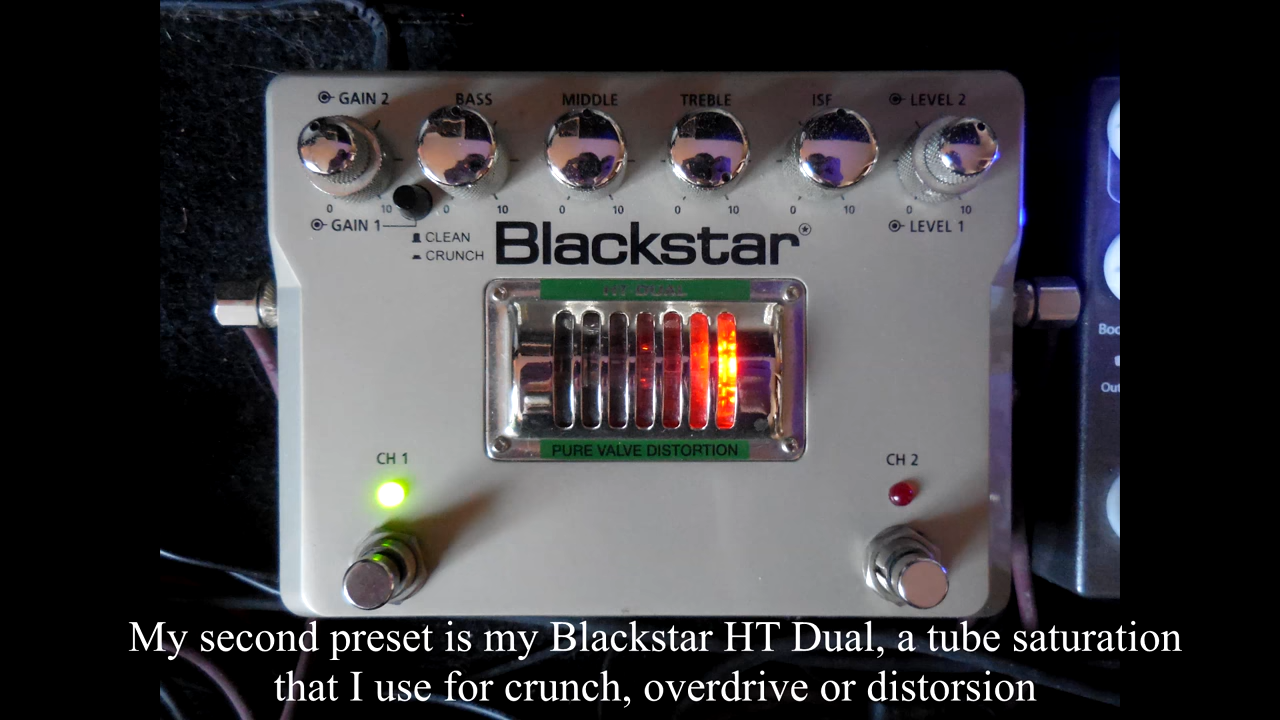 GAIN 2 BASS MIDDLE TREBLE ISF LEVEL 2
0 10 0 10 0 10 0 10 0 10 0 10
GAIN 1 LEVEL 1
CLEAN
CRUNCH
Blackstar®
HT DUAL
PURE VALVE DISTORTION
CH 1 CH 2
Boo
Out
My second preset is my Blackstar HT Dual, a tube saturation
that I use for crunch, overdrive or distorsion